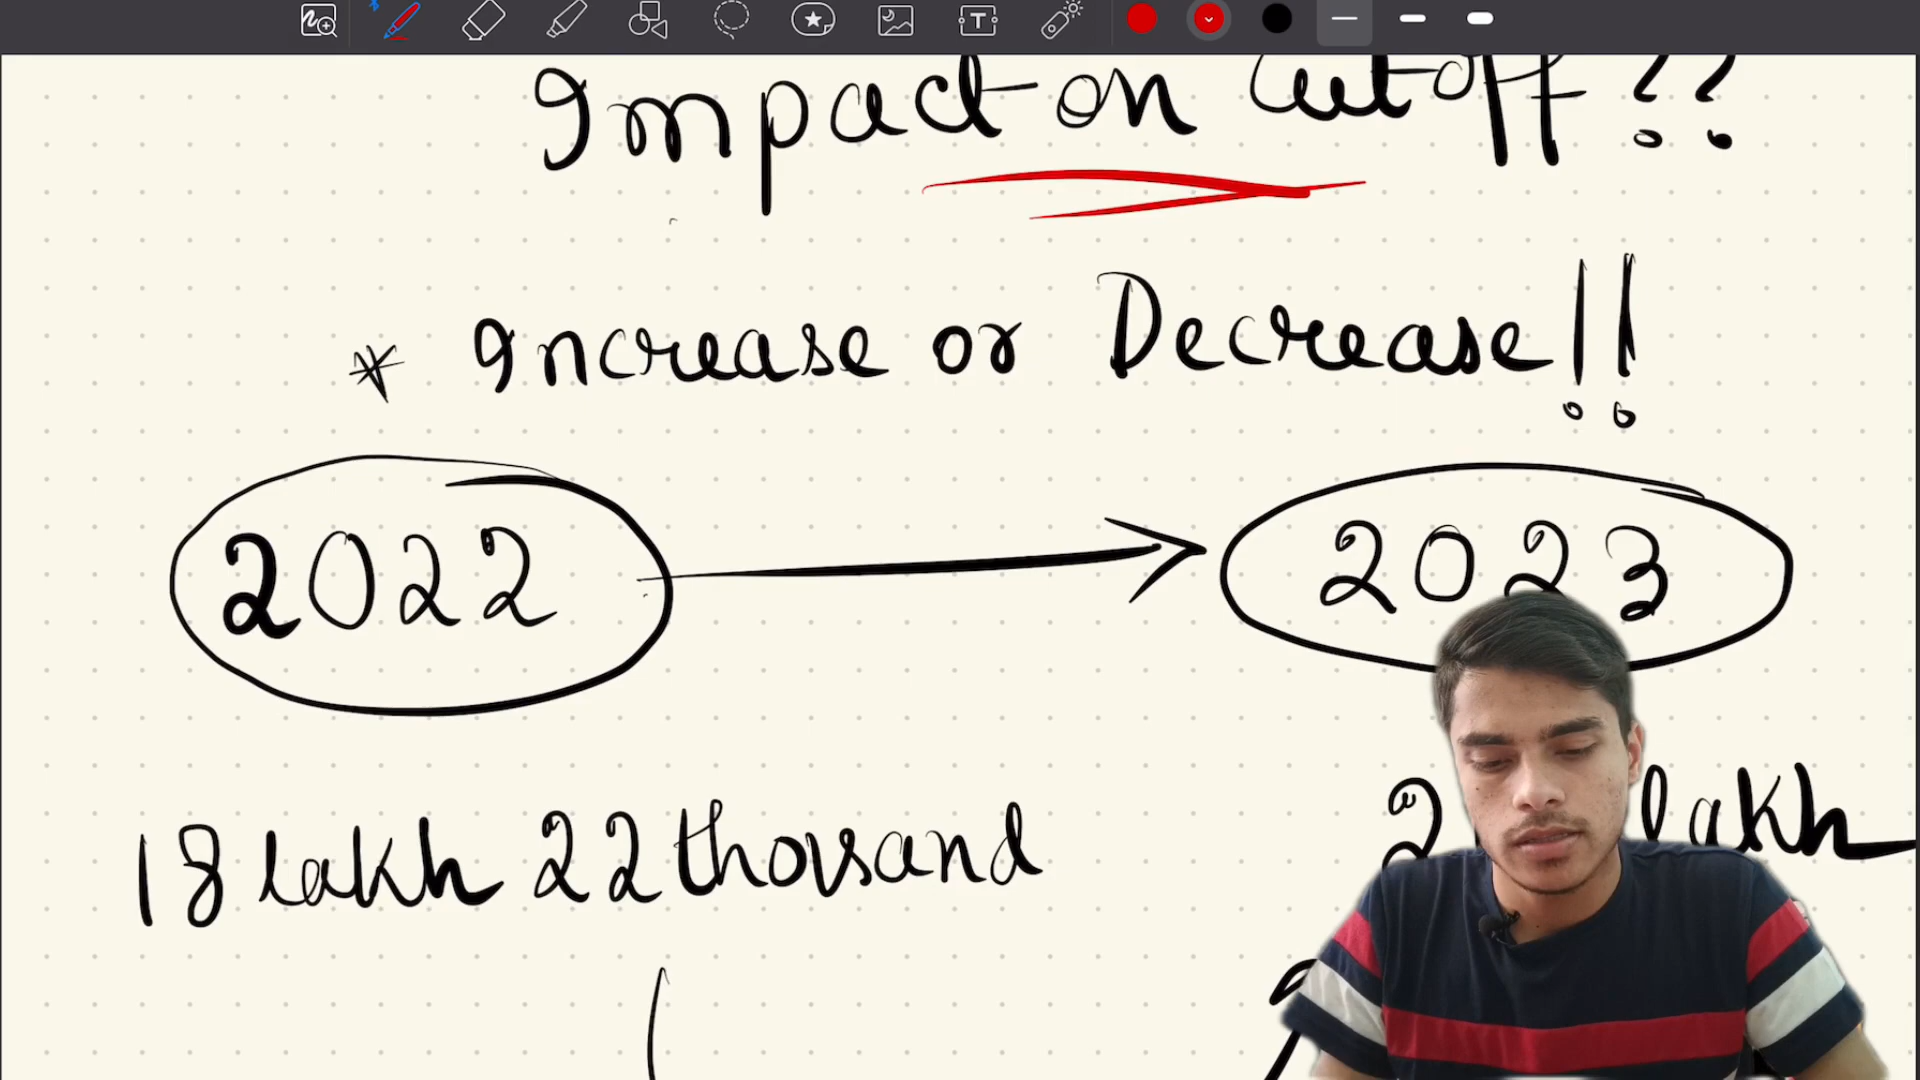 Impact on Cutoff??
* Increase or Decrease!!
2022 → 2023
18 lakh 22 thousand
lakh